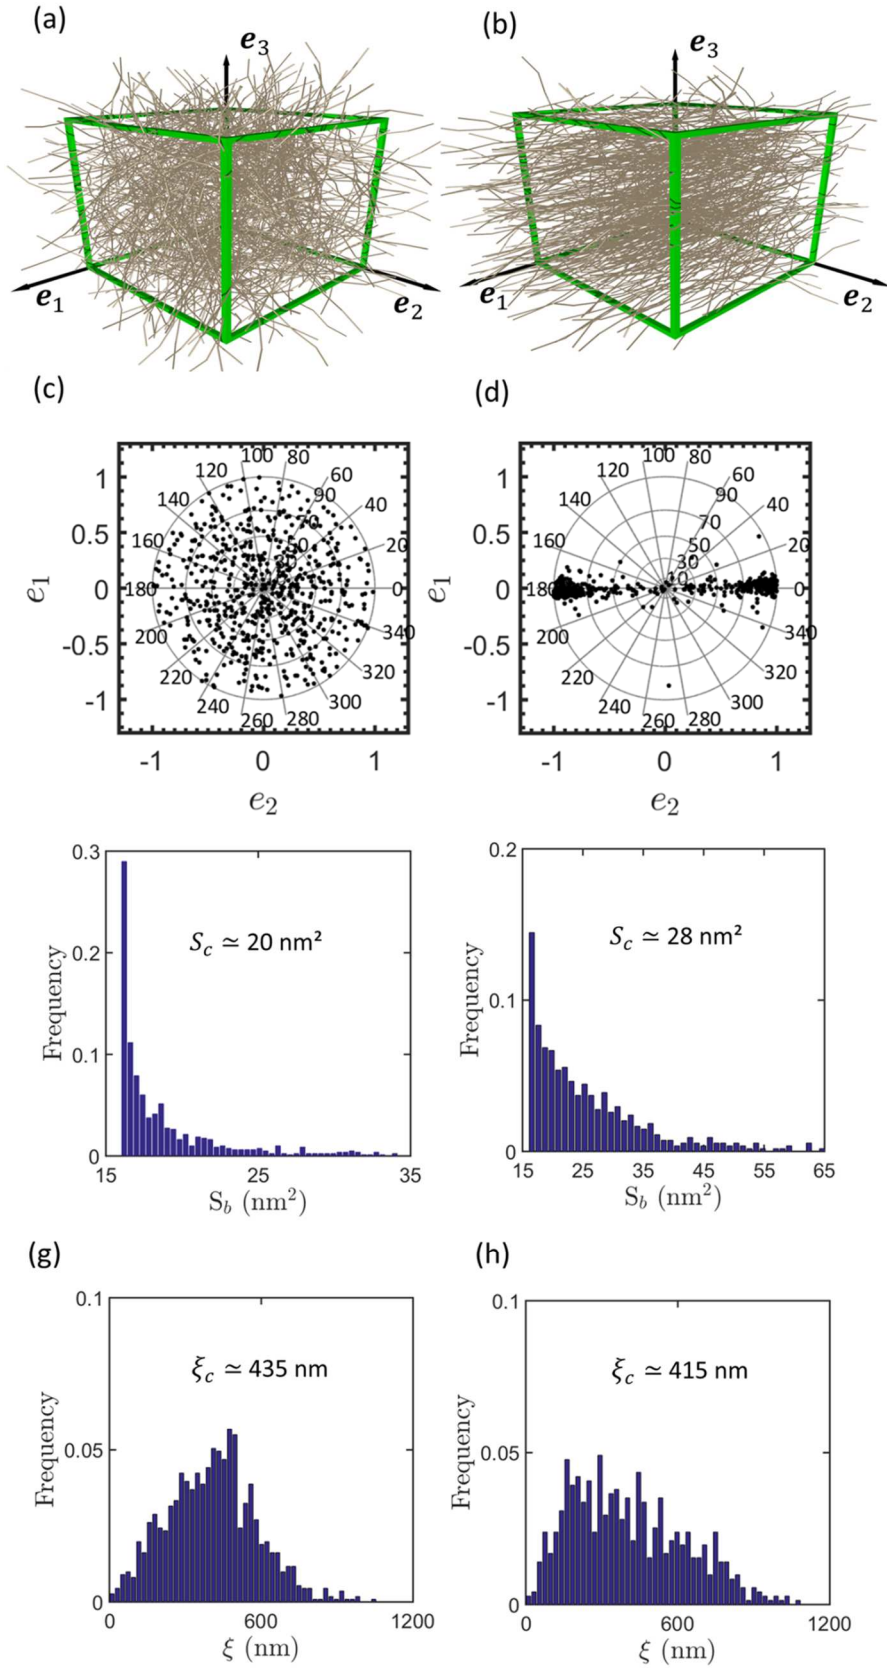 (a)
(b)
e3
e3
e1
e2
e1
e2
(c)
(d)
100 80
120 60
140 90 40
70
160 50 20
30
10
180 0
200 340
220 320
240 300
260 280
1
0.5
0
-0.5
-1
e1
-1 0 1
e2
100 80
120 60
140 90 40
70
160 50 20
30
10
180 0
200 340
220 320
240 300
260 280
1
0.5
0
-0.5
-1
e1
-1 0 1
e2
0.3
0.2
0.1
0
Frequency
Sc ≃ 20 nm²
15 25 35
Sb (nm²)
0.2
0.1
0
Frequency
Sc ≃ 28 nm²
15 25 35 45 55 65
Sb (nm²)
(g)
(h)
0.1
0.05
0
Frequency
ξc ≃ 435 nm
0 600 1200
ξ (nm)
0.1
0.05
0
Frequency
ξc ≃ 415 nm
0 600 1200
ξ (nm)